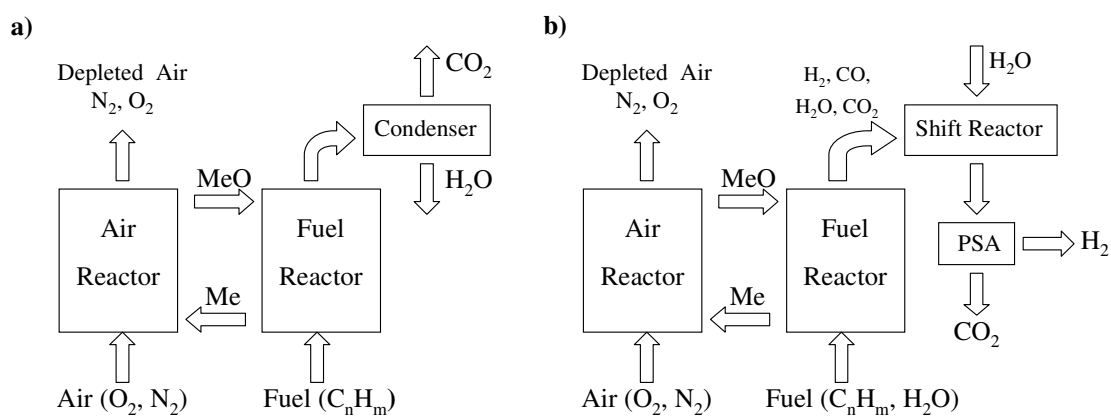 a)
Depleted Air
N₂, O₂
CO₂
Condenser
H₂O
MeO
Air
Reactor
Fuel
Reactor
Me
Air (O₂, N₂)
Fuel (CₙHₘ)
b)
Depleted Air
N₂, O₂
H₂, CO,
H₂O, CO₂
H₂O
Shift Reactor
MeO
Air
Reactor
Fuel
Reactor
PSA
H₂
Me
CO₂
Air (O₂, N₂)
Fuel (CₙHₘ, H₂O)